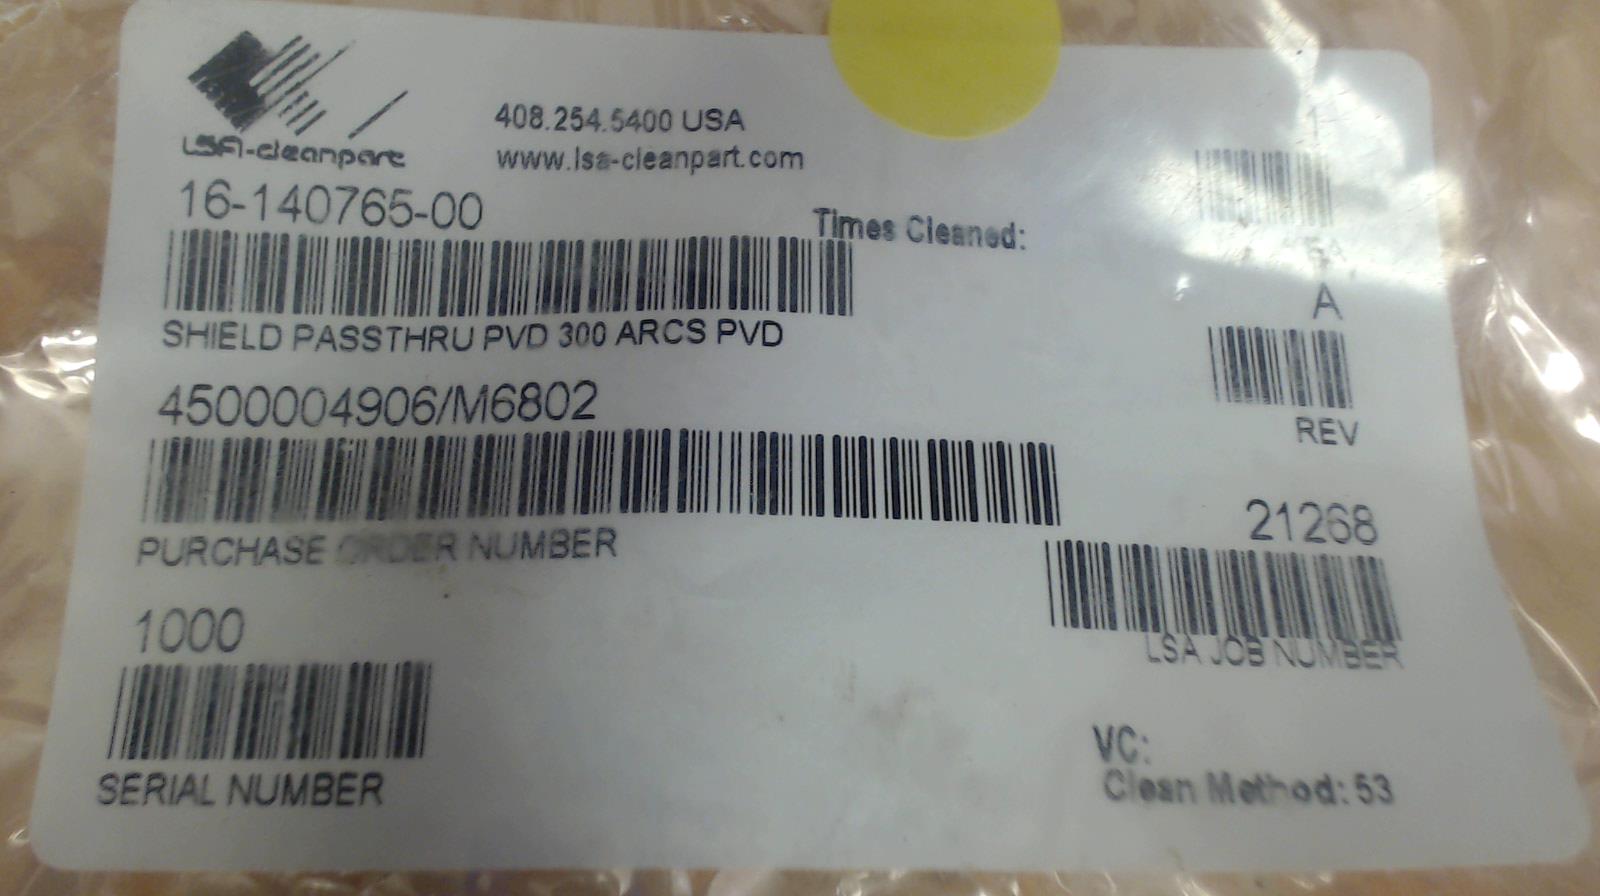 LSA-cleanpart
408.254.5400 USA
www.lsa-cleanpart.com
16-140765-00
Times Cleaned:
1
SHIELD PASSTHRU PVD 300 ARCS PVD
A
REV
4500004906/M6802
PURCHASE ORDER NUMBER
21268
LSA JOB NUMBER
1000
SERIAL NUMBER
VC:
Clean Method: 53